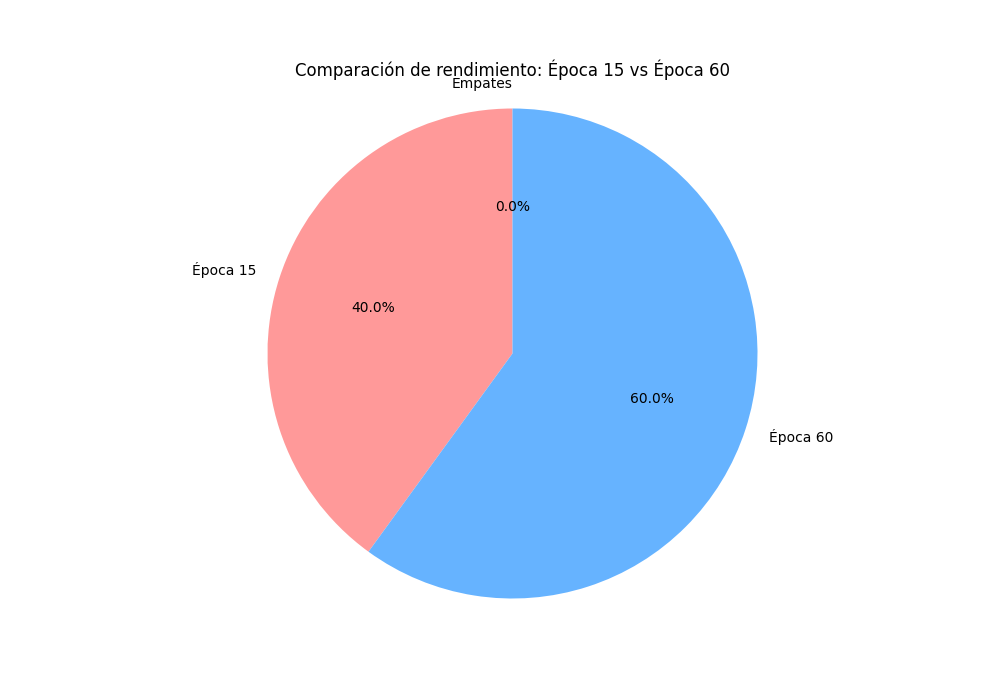 Comparación de rendimiento: Época 15 vs Época 60
Empates
0.0%
Época 15
40.0%
60.0%
Época 60